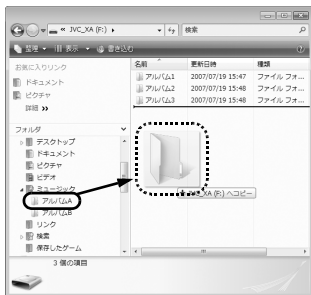 « JVC_XA (F:) ▸
検索
整理 表示 書き込む
お気に入りリンク
ドキュメント
ピクチャ
詳細 »
フォルダ
デスクトップ
ドキュメント
ピクチャ
ビデオ
ミュージック
アルバムA
アルバムB
リンク
検索
保存したゲーム
名前 更新日時 種類
アルバム1 2007/07/19 15:47 ファイル フォ...
アルバム2 2007/07/19 15:48 ファイル フォ...
アルバム3 2007/07/19 15:48 ファイル フォ...
JVC_XA (F:) へコピー
3 個の項目